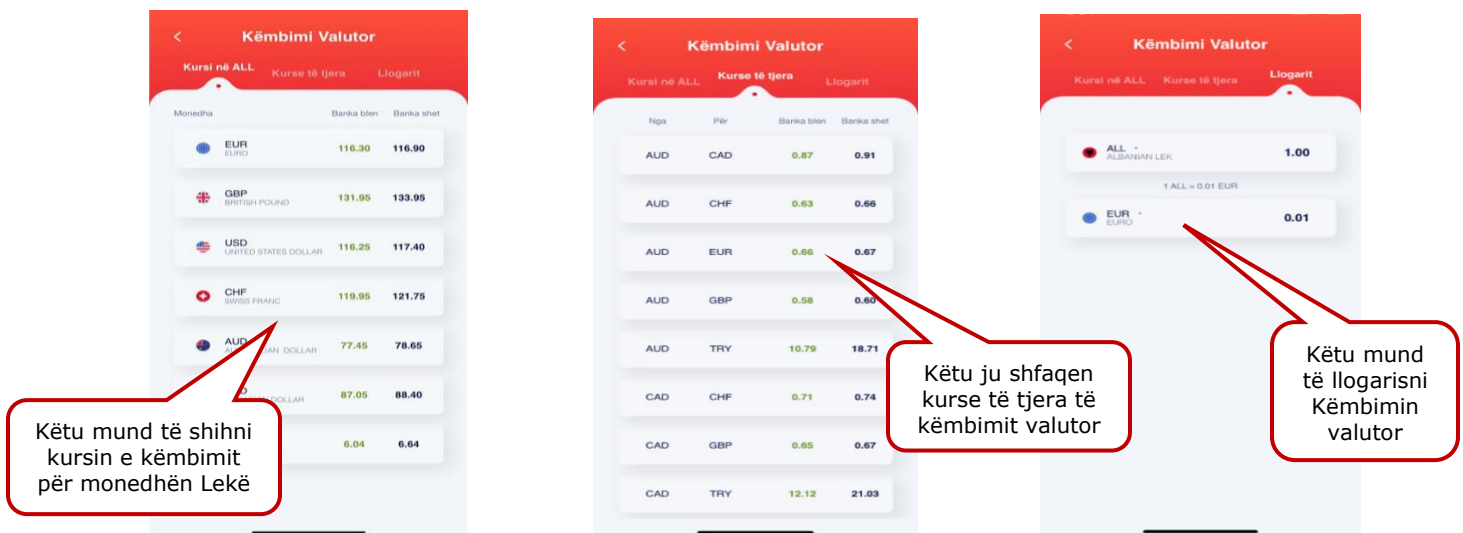 Këmbimi Valutor
Kursi në ALL Kurse të tjera Llogarit
Monedha Banka blen Banka shet
EUR 116.30 116.90
EURO
GBP 131.95 133.95
BRITISH POUND
USD 116.25 117.40
UNITED STATES DOLLAR
CHF 119.95 121.75
SWISS FRANC
AUD 77.45 78.65
DOLLAR
87.05 88.40
DOLLAR
6.04 6.64
Këtu mund të shihni
kursin e këmbimit
për monedhën Lekë
Këmbimi Valutor
Kursi në ALL Kurse të tjera Llogarit
Nga Për Banka blen Banka shet
AUD CAD 0.87 0.91
AUD CHF 0.63 0.66
AUD EUR 0.66 0.67
AUD GBP 0.58 0.60
AUD TRY 10.79 18.71
CAD CHF 0.71 0.74
CAD GBP 0.65 0.67
CAD TRY 12.12 21.03
Këtu ju shfaqen
kurse të tjera të
këmbimit valutor
Këmbimi Valutor
Kursi në ALL Kurse të tjera Llogarit
ALL 1.00
ALBANIAN LEK
1 ALL = 0.01 EUR
EUR 0.01
EURO
Këtu mund
të llogarisni
Këmbimin
valutor